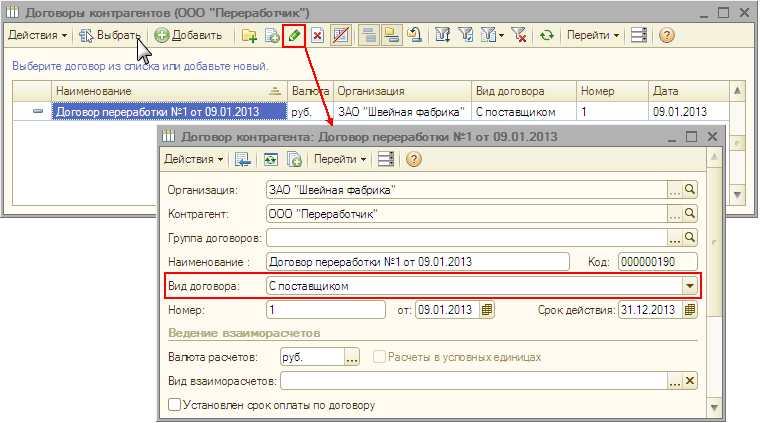 Договоры контрагентов (ООО "Переработчик")
Действия Выбрать Добавить Перейти
Выберите договор из списка или добавьте новый.
Наименование Валюта Организация Вид договора Номер Дата
Договор переработки №1 от 09.01.2013 руб. ЗАО "Швейная фабрика" С поставщиком 1 09.01.2013
Договор контрагента: Договор переработки №1 от 09.01.2013
Действия Перейти
Организация: ЗАО "Швейная фабрика"
Контрагент: ООО "Переработчик"
Группа договоров:
Наименование : Договор переработки №1 от 09.01.2013 Код: 000000190
Вид договора: С поставщиком
Номер: 1 от: 09.01.2013 Срок действия: 31.12.2013
Ведение взаиморасчетов
Валюта расчетов: руб. Расчеты в условных единицах
Вид взаиморасчетов:
Установлен срок оплаты по договору